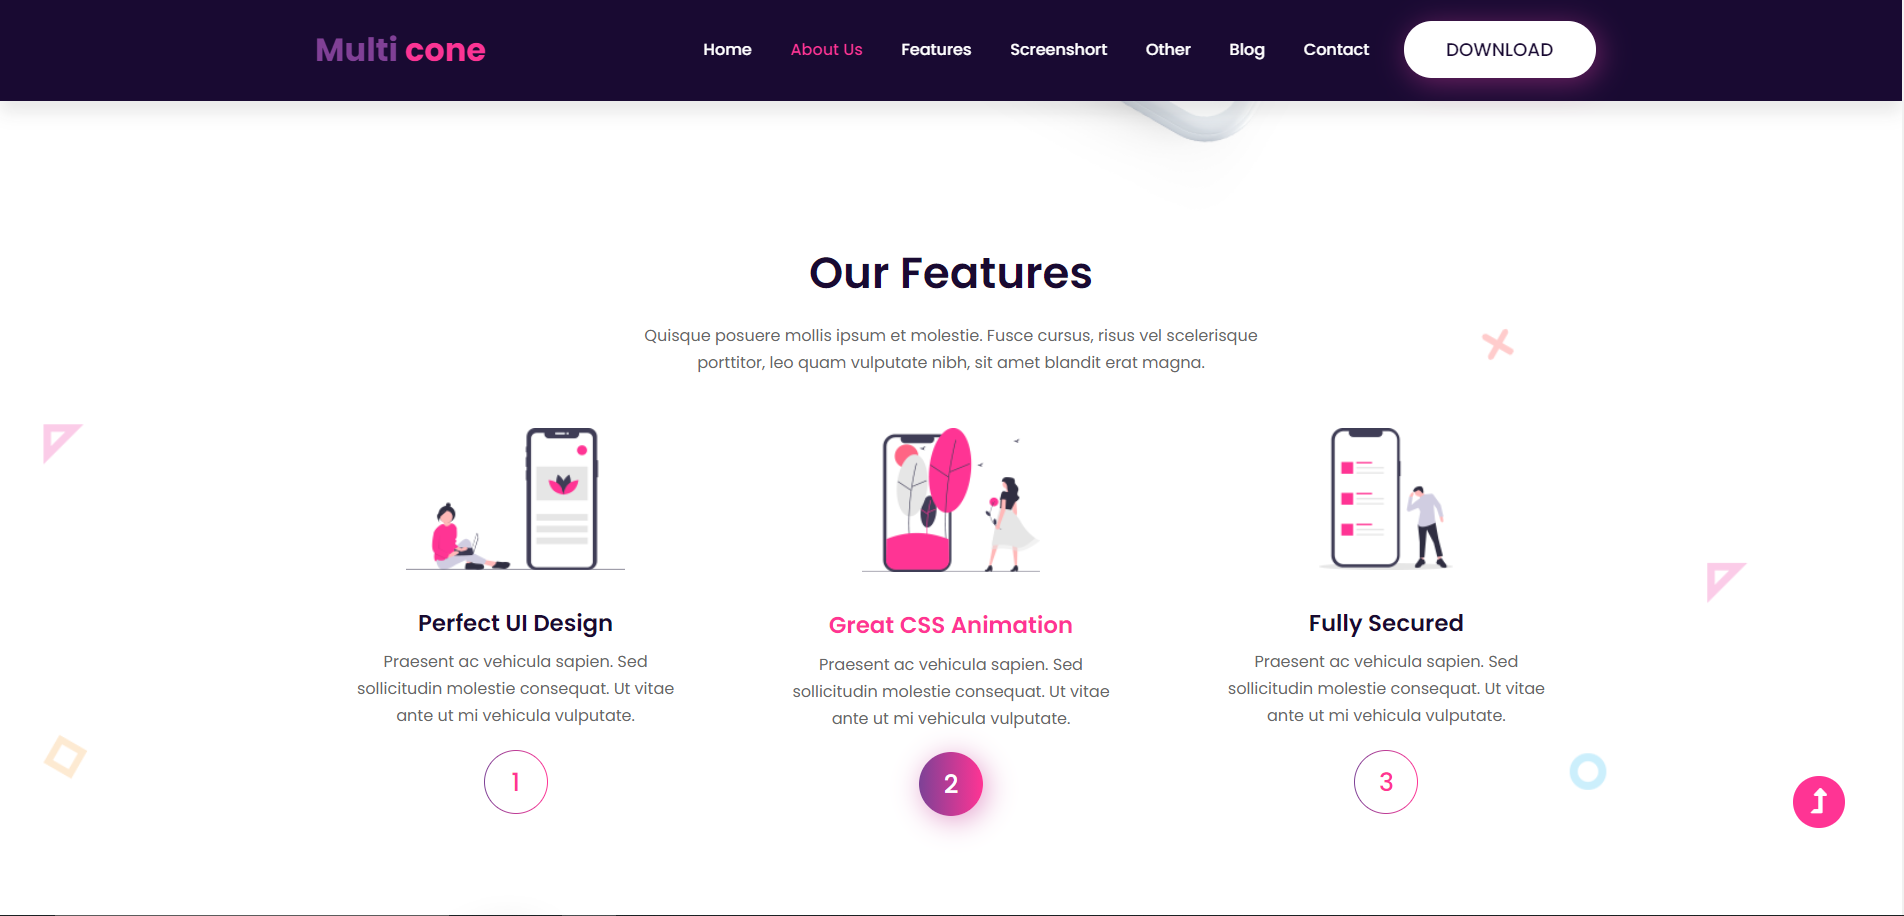 Multi cone
Home About Us Features Screenshort Other Blog Contact DOWNLOAD
Our Features
Quisque posuere mollis ipsum et molestie. Fusce cursus, risus vel scelerisque
porttitor, leo quam vulputate nibh, sit amet blandit erat magna.
Perfect UI Design
Praesent ac vehicula sapien. Sed
sollicitudin molestie consequat. Ut vitae
ante ut mi vehicula vulputate.
1
Great CSS Animation
Praesent ac vehicula sapien. Sed
sollicitudin molestie consequat. Ut vitae
ante ut mi vehicula vulputate.
2
Fully Secured
Praesent ac vehicula sapien. Sed
sollicitudin molestie consequat. Ut vitae
ante ut mi vehicula vulputate.
3